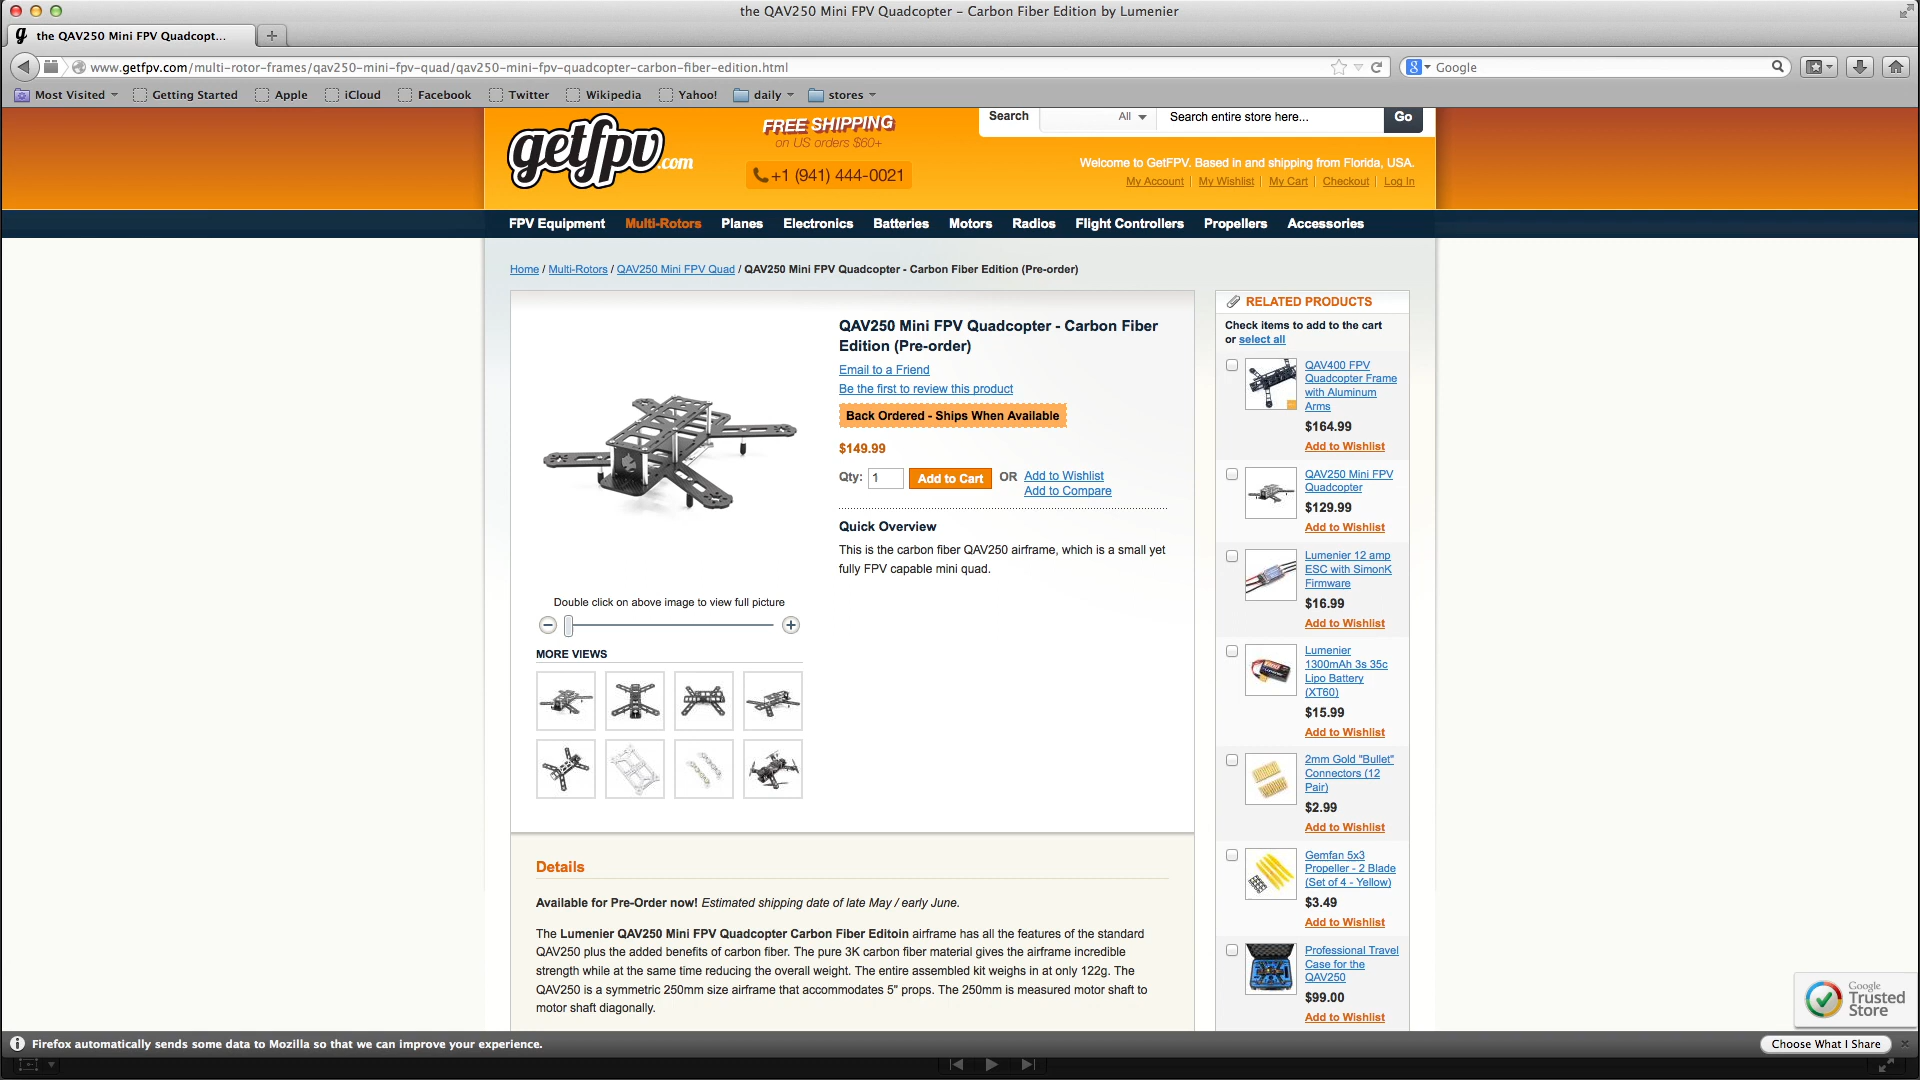 the QAV250 Mini FPV Quadcopter – Carbon Fiber Edition by Lumenier
the QAV250 Mini FPV Quadcopt...
www.getfpv.com/multi-rotor-frames/qav250-mini-fpv-quad/qav250-mini-fpv-quadcopter-carbon-fiber-edition.html
Google
Most Visited
Getting Started
Apple
iCloud
Facebook
Twitter
Wikipedia
Yahoo!
daily
stores
getfpv.com
FREE SHIPPING
on US orders $60+
+1 (941) 444-0021
Search
All
Search entire store here...
Go
Welcome to GetFPV. Based in and shipping from Florida, USA.
My Account | My Wishlist | My Cart | Checkout | Log In
FPV Equipment Multi-Rotors Planes Electronics Batteries Motors Radios Flight Controllers Propellers Accessories
Home / Multi-Rotors / QAV250 Mini FPV Quad / QAV250 Mini FPV Quadcopter - Carbon Fiber Edition (Pre-order)
QAV250 Mini FPV Quadcopter - Carbon Fiber
Edition (Pre-order)
Email to a Friend
Be the first to review this product
Back Ordered - Ships When Available
$149.99
Qty: 1 Add to Cart OR Add to Wishlist
Add to Compare
Quick Overview
This is the carbon fiber QAV250 airframe, which is a small yet
fully FPV capable mini quad.
Double click on above image to view full picture
MORE VIEWS
Details
Available for Pre-Order now! Estimated shipping date of late May / early June.
The Lumenier QAV250 Mini FPV Quadcopter Carbon Fiber Editoin airframe has all the features of the standard
QAV250 plus the added benefits of carbon fiber. The pure 3K carbon fiber material gives the airframe incredible
strength while at the same time reducing the overall weight. The entire assembled kit weighs in at only 122g. The
QAV250 is a symmetric 250mm size airframe that accommodates 5" props. The 250mm is measured motor shaft to
motor shaft diagonally.
RELATED PRODUCTS
Check items to add to the cart
or select all
QAV400 FPV
Quadcopter Frame
with Aluminum
Arms
$164.99
Add to Wishlist
QAV250 Mini FPV
Quadcopter
$129.99
Add to Wishlist
Lumenier 12 amp
ESC with SimonK
Firmware
$16.99
Add to Wishlist
Lumenier
1300mAh 3s 35c
Lipo Battery
(XT60)
$15.99
Add to Wishlist
2mm Gold "Bullet"
Connectors (12
Pair)
$2.99
Add to Wishlist
Gemfan 5x3
Propeller - 2 Blade
(Set of 4 - Yellow)
$3.49
Add to Wishlist
Professional Travel
Case for the
QAV250
$99.00
Add to Wishlist
Google
Trusted
Store
Firefox automatically sends some data to Mozilla so that we can improve your experience.
Choose What I Share